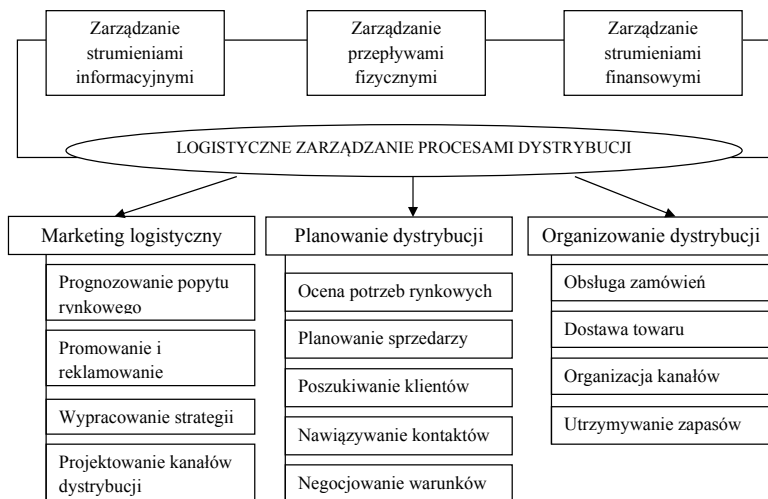 Zarządzanie
strumieniami
informacyjnymi
Zarządzanie
przepływami
fizycznymi
Zarządzanie
strumieniami
finansowymi
LOGISTYCZNE ZARZĄDZANIE PROCESAMI DYSTRYBUCJI
Marketing logistyczny
Prognozowanie popytu
rynkowego
Promowanie i
reklamowanie
Wypracowanie strategii
Projektowanie kanałów
dystrybucji
Planowanie dystrybucji
Ocena potrzeb rynkowych
Planowanie sprzedarzy
Poszukiwanie klientów
Nawiązywanie kontaktów
Negocjowanie warunków
Organizowanie dystrybucji
Obsługa zamówień
Dostawa towaru
Organizacja kanałów
Utrzymywanie zapasów